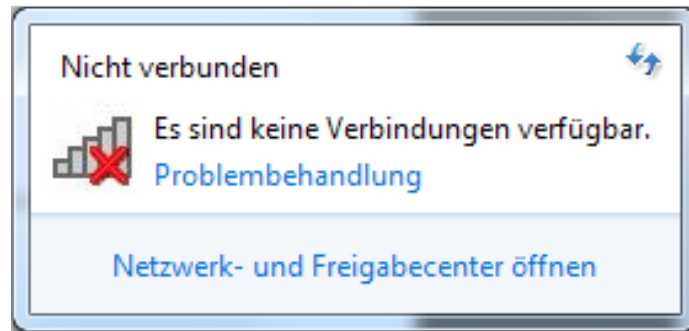 Nicht verbunden
Es sind keine Verbindungen verfügbar.
Problembehandlung
Netzwerk- und Freigabecenter öffnen